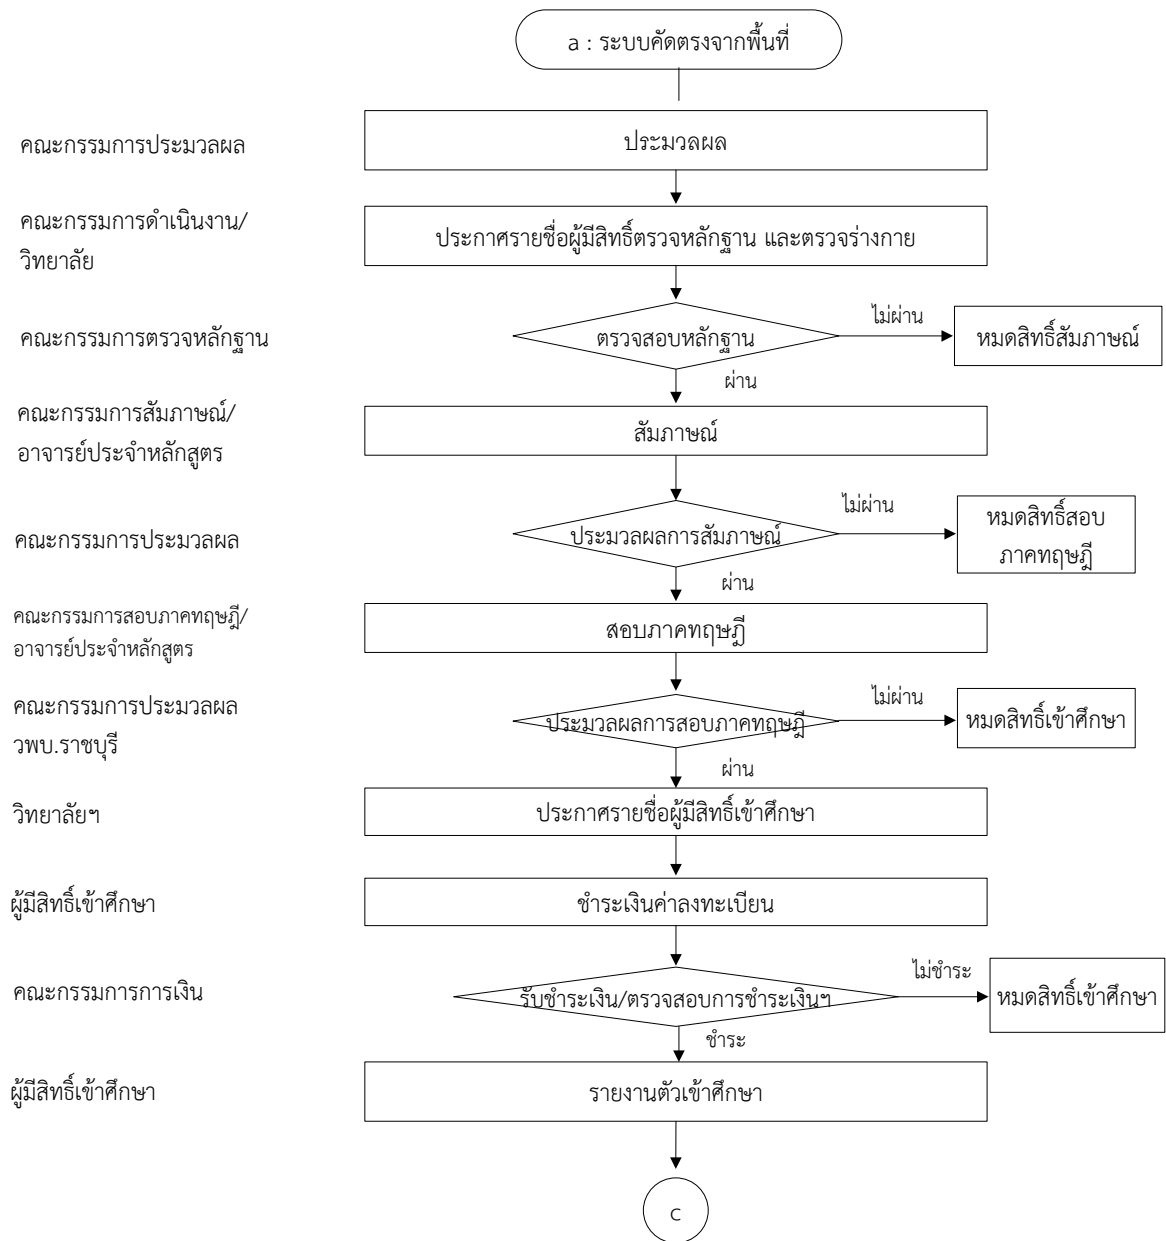 a : ระบบคัดตรงจากพื้นที่
คณะกรรมการประมวลผล
ประมวลผล
คณะกรรมการดำเนินงาน/
วิทยาลัย
ประกาศรายชื่อผู้มีสิทธิ์ตรวจหลักฐาน และตรวจร่างกาย
คณะกรรมการตรวจหลักฐาน
ตรวจสอบหลักฐาน
ไม่ผ่าน
หมดสิทธิ์สัมภาษณ์
ผ่าน
คณะกรรมการสัมภาษณ์/
อาจารย์ประจำหลักสูตร
สัมภาษณ์
คณะกรรมการประมวลผล
ประมวลผลการสัมภาษณ์
ไม่ผ่าน
หมดสิทธิ์สอบ
ภาคทฤษฎี
ผ่าน
คณะกรรมการสอบภาคทฤษฎี/
อาจารย์ประจำหลักสูตร
สอบภาคทฤษฎี
คณะกรรมการประมวลผล
วพบ.ราชบุรี
ประมวลผลการสอบภาคทฤษฎี
ไม่ผ่าน
หมดสิทธิ์เข้าศึกษา
ผ่าน
วิทยาลัยฯ
ประกาศรายชื่อผู้มีสิทธิ์เข้าศึกษา
ผู้มีสิทธิ์เข้าศึกษา
ชำระเงินค่าลงทะเบียน
คณะกรรมการการเงิน
รับชำระเงิน/ตรวจสอบการชำระเงินฯ
ไม่ชำระ
หมดสิทธิ์เข้าศึกษา
ชำระ
ผู้มีสิทธิ์เข้าศึกษา
รายงานตัวเข้าศึกษา
c